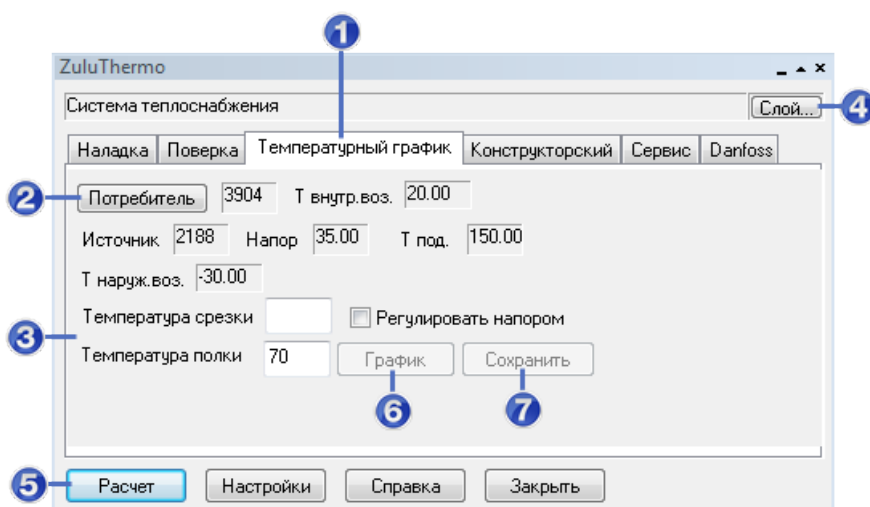 1
ZuluThermo
Система теплоснабжения Слой... 4
Наладка Поверка Температурный график Конструкторский Сервис Danfoss
2 Потребитель 3904 Т внутр.воз. 20.00
Источник 2188 Напор 35.00 Т под. 150.00
Т наруж.воз. -30.00
Температура срезки Регулировать напором
3
Температура полки 70 График Сохранить
6 7
5 Расчет Настройки Справка Закрыть